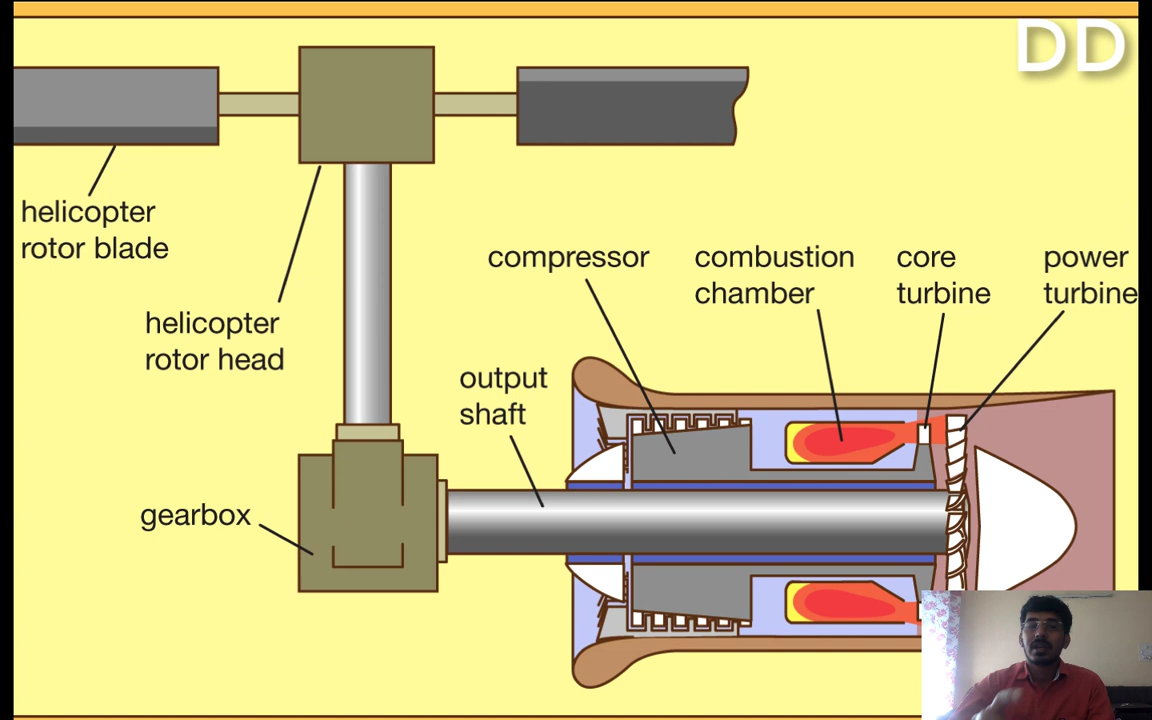 DD
helicopter
rotor blade
helicopter
rotor head
compressor
combustion
chamber
core
turbine
power
turbine
output
shaft
gearbox